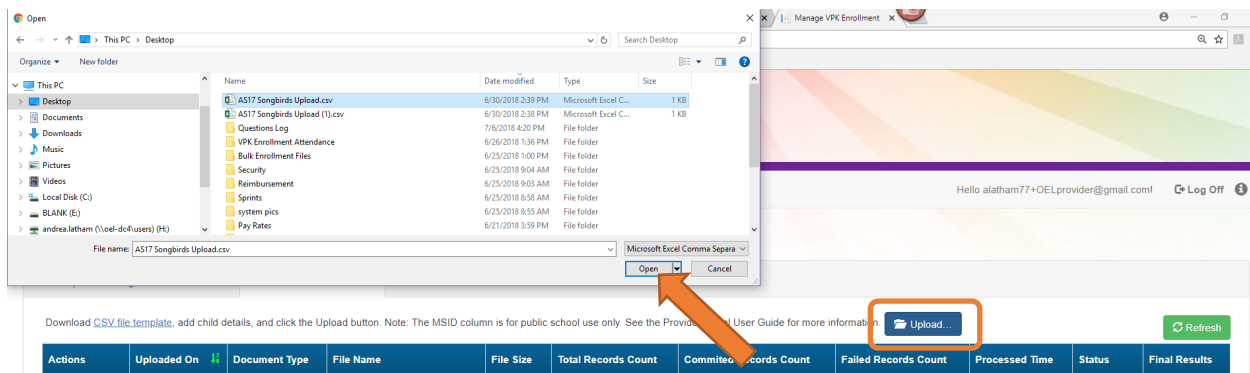 Open
Manage VPK Enrollment
This PC > Desktop
Search Desktop
Organize
New folder
Name
Date modified
Type
Size
This PC
Desktop
Documents
Downloads
Music
Pictures
Videos
Local Disk (C:)
BLANK (E:)
andrea.latham (\\oel-dc4\users) (H:)
AS17 Songbirds Upload.csv 6/30/2018 2:39 PM Microsoft Excel C... 1 KB
AS17 Songbirds Upload (1).csv 6/30/2018 2:38 PM Microsoft Excel C... 1 KB
Questions Log 7/6/2018 4:20 PM File folder
VPK Enrollment Attendance 6/26/2018 1:36 PM File folder
Bulk Enrollment Files 6/25/2018 1:00 PM File folder
Security 6/25/2018 9:04 AM File folder
Reimbursement 6/25/2018 9:03 AM File folder
Sprints 6/25/2018 8:58 AM File folder
system pics 6/25/2018 8:55 AM File folder
Pay Rates 6/21/2018 3:59 PM File folder
File name: AS17 Songbirds Upload.csv
Microsoft Excel Comma Separa
Open
Cancel
Hello alatham77+OELprovider@gmail.com!
Log Off
Download CSV file template, add child details, and click the Upload button. Note: The MSID column is for public school use only. See the Provider User Guide for more information.
Upload...
Refresh
Actions
Uploaded On
Document Type
File Name
File Size
Total Records Count
Commited Records Count
Failed Records Count
Processed Time
Status
Final Results